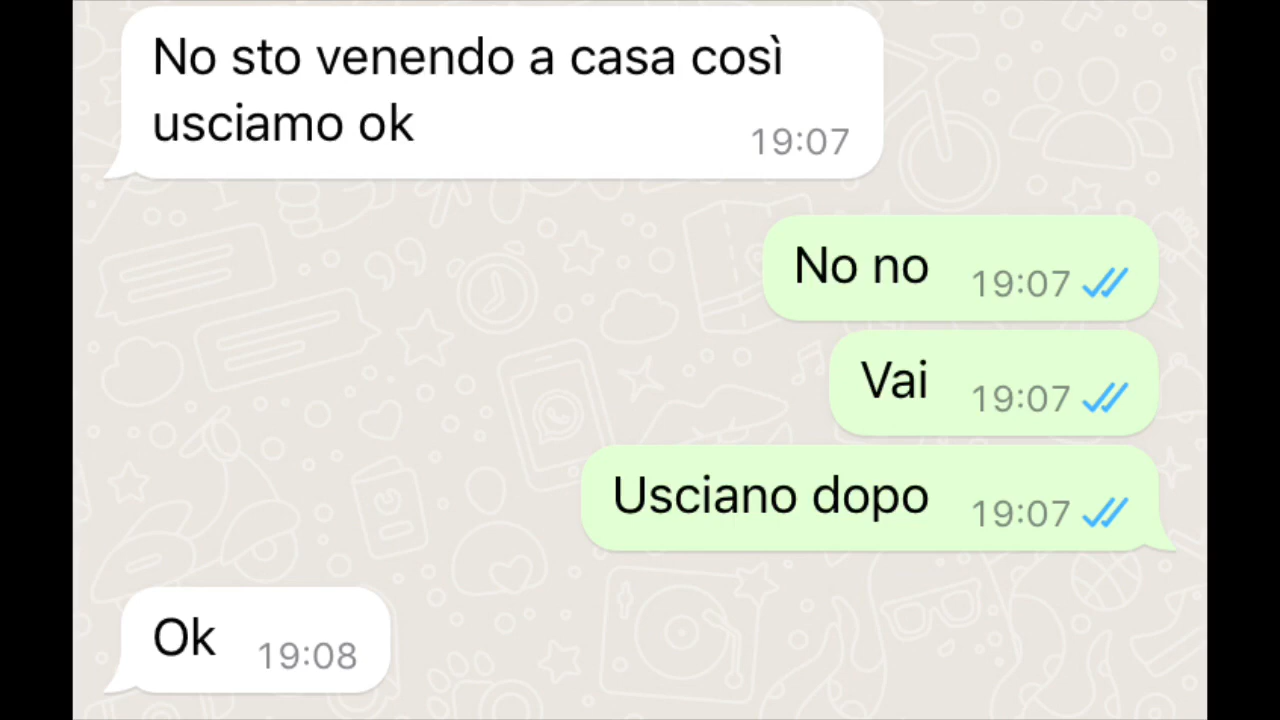 No sto venendo a casa così
usciamo ok
19:07
No no 19:07
Vai 19:07
Usciano dopo 19:07
Ok 19:08